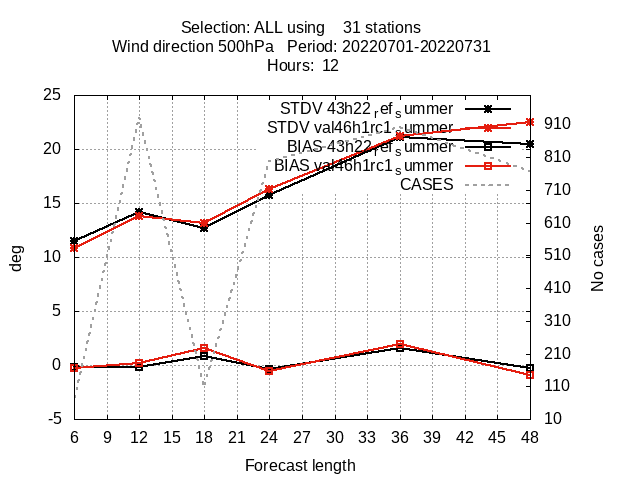 Selection: ALL using 31 stations
Wind direction 500hPa Period: 20220701-20220731
Hours: 12
STDV 43h22_ref_summer
STDV val46h1rc1_summer
BIAS 43h22_ref_summer
BIAS val46h1rc1_summer
CASES
deg
25
20
15
10
5
0
-5
910
810
710
610
510
410
310
210
110
10
No cases
6 9 12 15 18 21 24 27 30 33 36 39 42 45 48
Forecast length